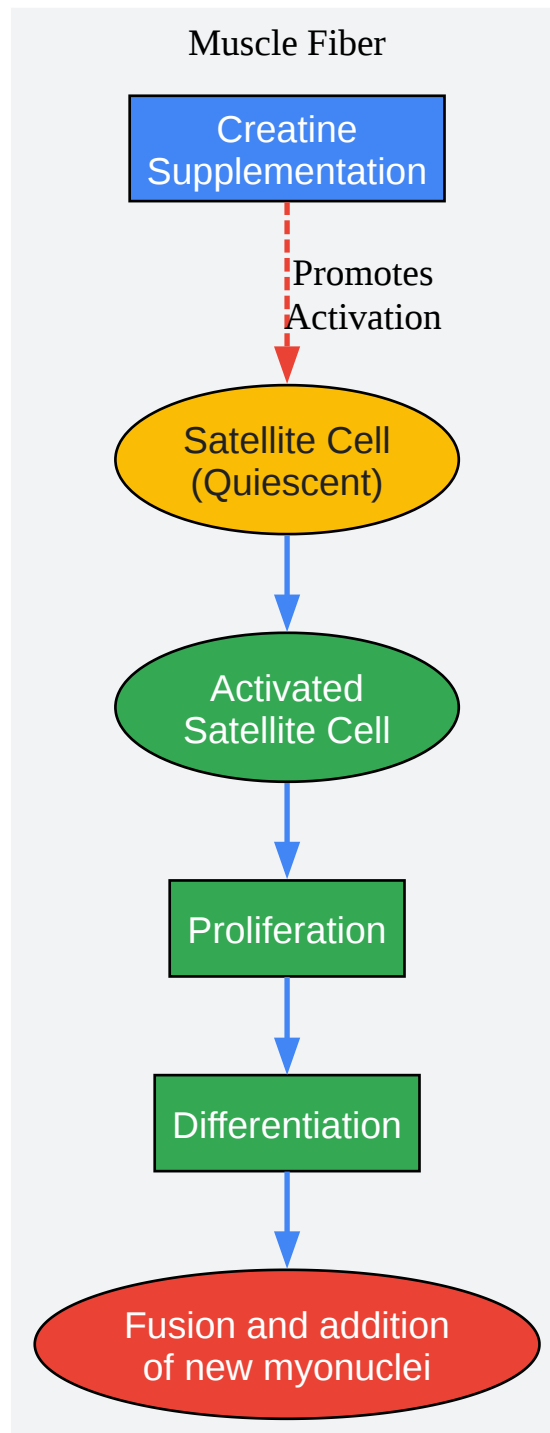 Muscle Fiber
Creatine
Supplementation
Promotes
Activation
Satellite Cell
(Quiescent)
Activated
Satellite Cell
Proliferation
Differentiation
Fusion and addition
of new myonuclei